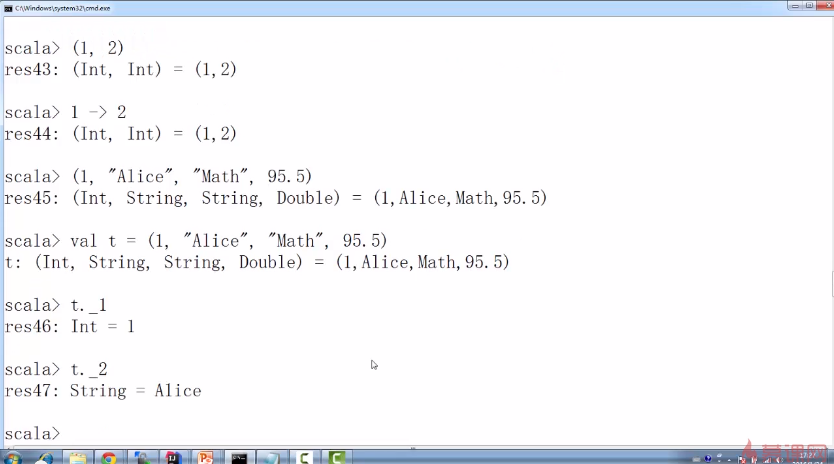 C:\Windows\system32\cmd.exe
scala> (1, 2)
res43: (Int, Int) = (1,2)
scala> 1 -> 2
res44: (Int, Int) = (1,2)
scala> (1, "Alice", "Math", 95.5)
res45: (Int, String, String, Double) = (1,Alice,Math,95.5)
scala> val t = (1, "Alice", "Math", 95.5)
t: (Int, String, String, Double) = (1,Alice,Math,95.5)
scala> t._1
res46: Int = 1
scala> t._2
res47: String = Alice
scala>
慕课网